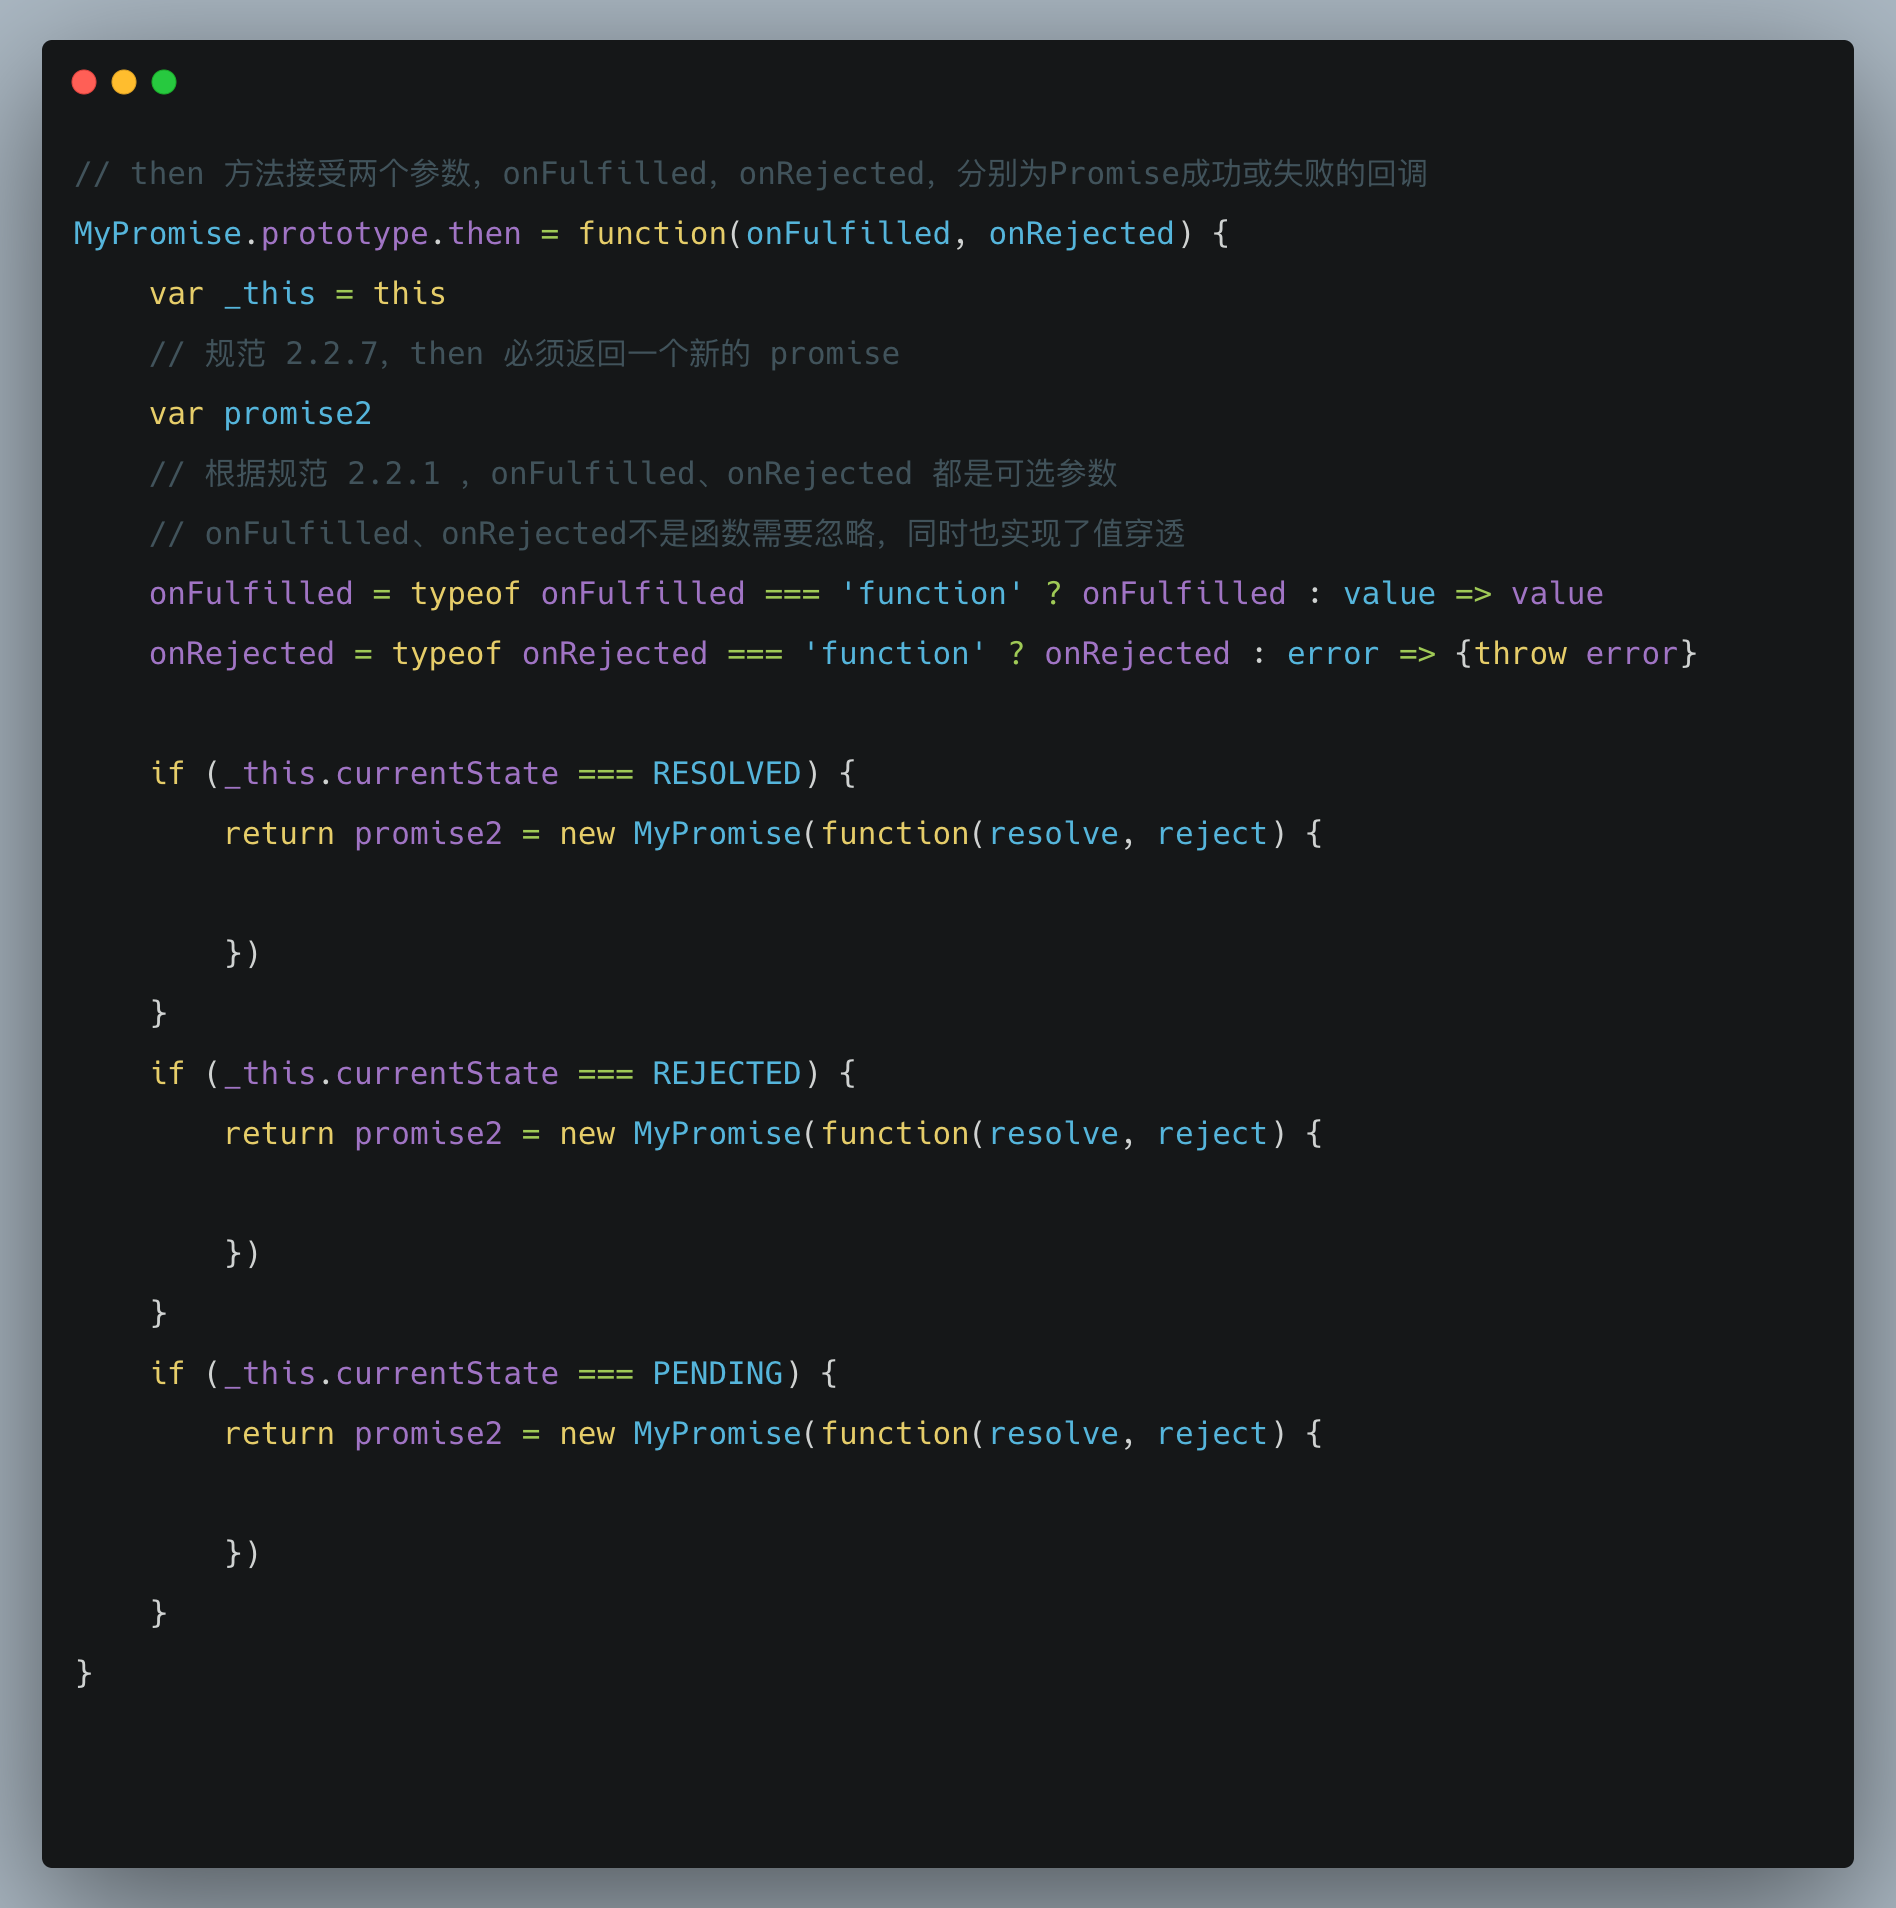 // then 方法接受两个参数，onFulfilled，onRejected，分别为Promise成功或失败的回调
MyPromise.prototype.then = function(onFulfilled, onRejected) {
    var _this = this
    // 规范 2.2.7，then 必须返回一个新的 promise
    var promise2
    // 根据规范 2.2.1 ，onFulfilled、onRejected 都是可选参数
    // onFulfilled、onRejected不是函数需要忽略，同时也实现了值穿透
    onFulfilled = typeof onFulfilled === 'function' ? onFulfilled : value => value
    onRejected = typeof onRejected === 'function' ? onRejected : error => {throw error}
    if (_this.currentState === RESOLVED) {
        return promise2 = new MyPromise(function(resolve, reject) {
        })
    }
    if (_this.currentState === REJECTED) {
        return promise2 = new MyPromise(function(resolve, reject) {
        })
    }
    if (_this.currentState === PENDING) {
        return promise2 = new MyPromise(function(resolve, reject) {
        })
    }
}